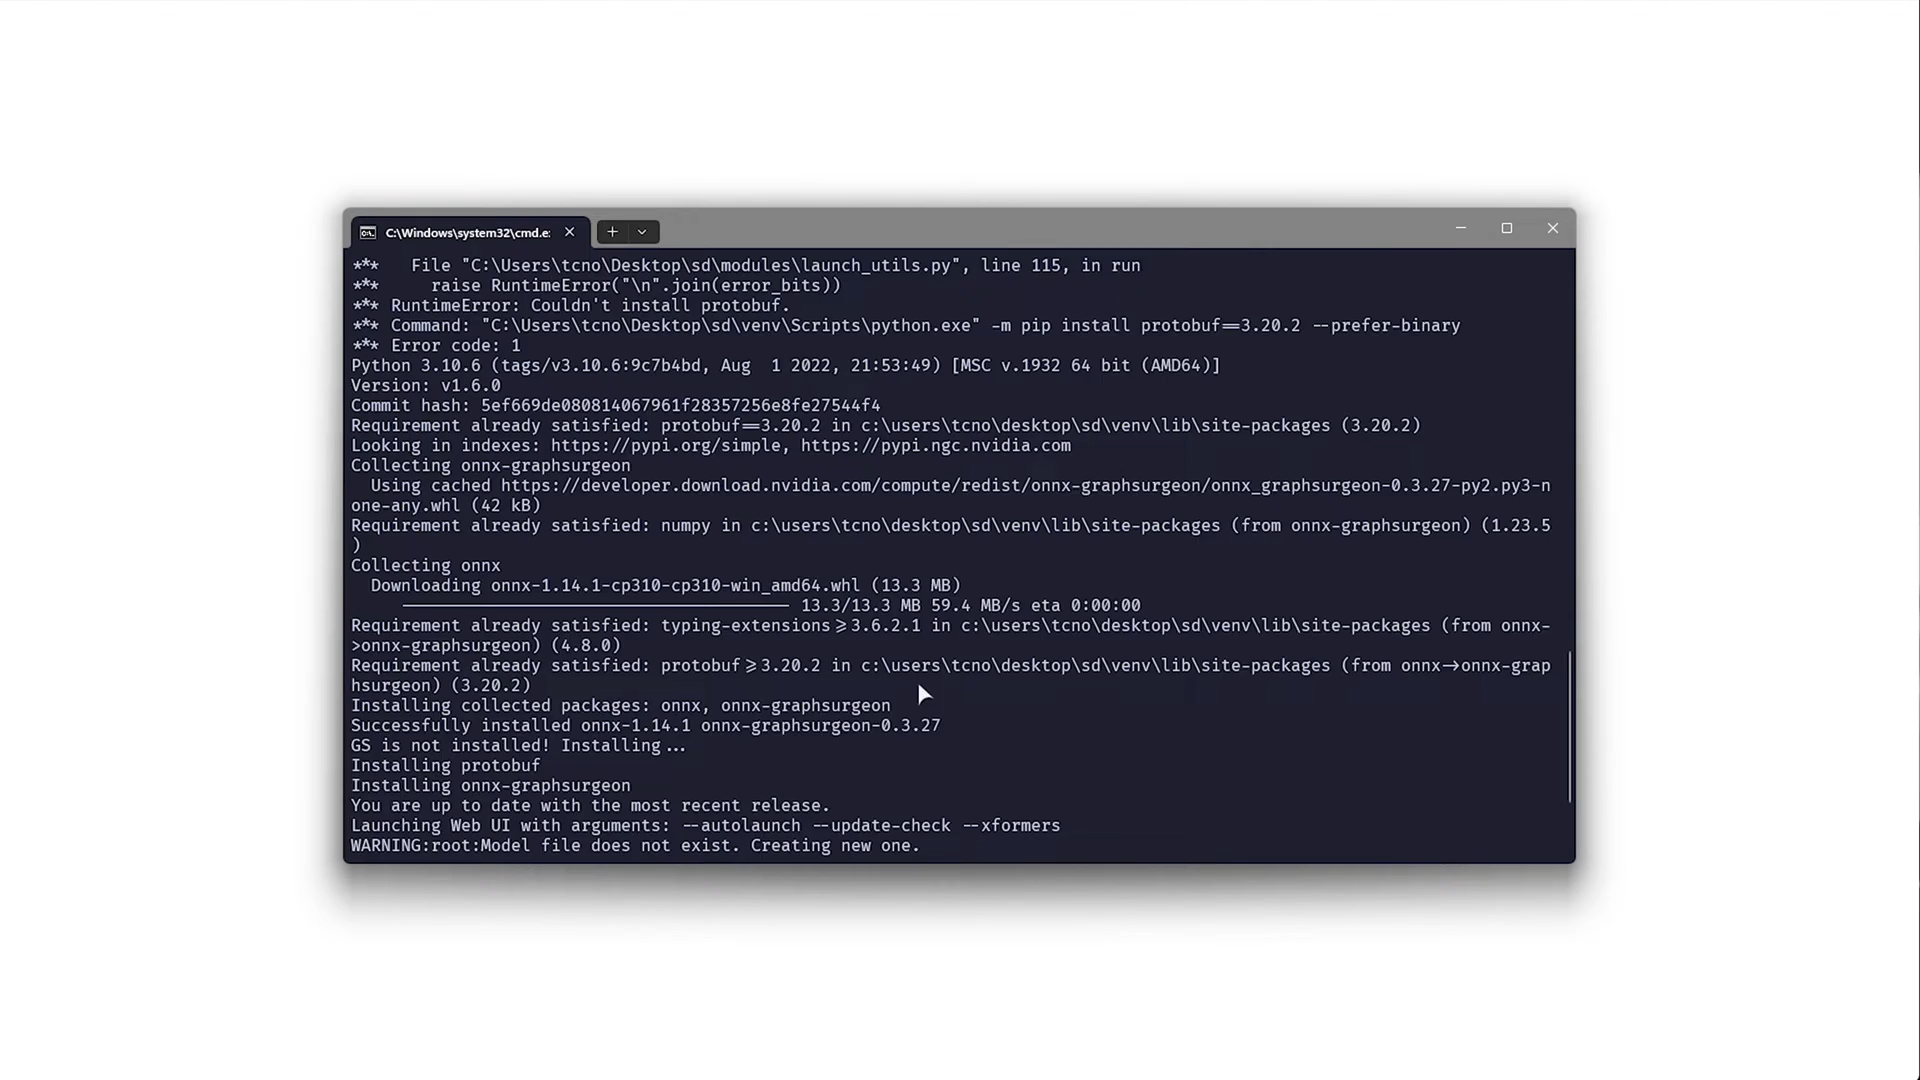 C:\Windows\system32\cmd.e:
*** File "C:\Users\tcno\Desktop\sd\modules\launch_utils.py", line 115, in run
*** raise RuntimeError("\n".join(error_bits))
*** RuntimeError: Couldn't install protobuf.
*** Command: "C:\Users\tcno\Desktop\sd\venv\Scripts\python.exe" -m pip install protobuf==3.20.2 --prefer-binary
*** Error code: 1
Python 3.10.6 (tags/v3.10.6:9c7b4bd, Aug 1 2022, 21:53:49) [MSC v.1932 64 bit (AMD64)]
Version: v1.6.0
Commit hash: 5ef669de080814067961f28357256e8fe27544f4
Requirement already satisfied: protobuf==3.20.2 in c:\users\tcno\desktop\sd\venv\lib\site-packages (3.20.2)
Looking in indexes: https://pypi.org/simple, https://pypi.ngc.nvidia.com
Collecting onnx-graphsurgeon
Using cached https://developer.download.nvidia.com/compute/redist/onnx-graphsurgeon/onnx_graphsurgeon-0.3.27-py2.py3-n
one-any.whl (42 kB)
Requirement already satisfied: numpy in c:\users\tcno\desktop\sd\venv\lib\site-packages (from onnx-graphsurgeon) (1.23.5
)
Collecting onnx
Downloading onnx-1.14.1-cp310-cp310-win_amd64.whl (13.3 MB)
13.3/13.3 MB 59.4 MB/s eta 0:00:00
Requirement already satisfied: typing-extensions>=3.6.2.1 in c:\users\tcno\desktop\sd\venv\lib\site-packages (from onnx-
>onnx-graphsurgeon) (4.8.0)
Requirement already satisfied: protobuf>=3.20.2 in c:\users\tcno\desktop\sd\venv\lib\site-packages (from onnx->onnx-grap
hsurgeon) (3.20.2)
Installing collected packages: onnx, onnx-graphsurgeon
Successfully installed onnx-1.14.1 onnx-graphsurgeon-0.3.27
GS is not installed! Installing...
Installing protobuf
Installing onnx-graphsurgeon
You are up to date with the most recent release.
Launching Web UI with arguments: --autolaunch --update-check --xformers
WARNING:root:Model file does not exist. Creating new one.